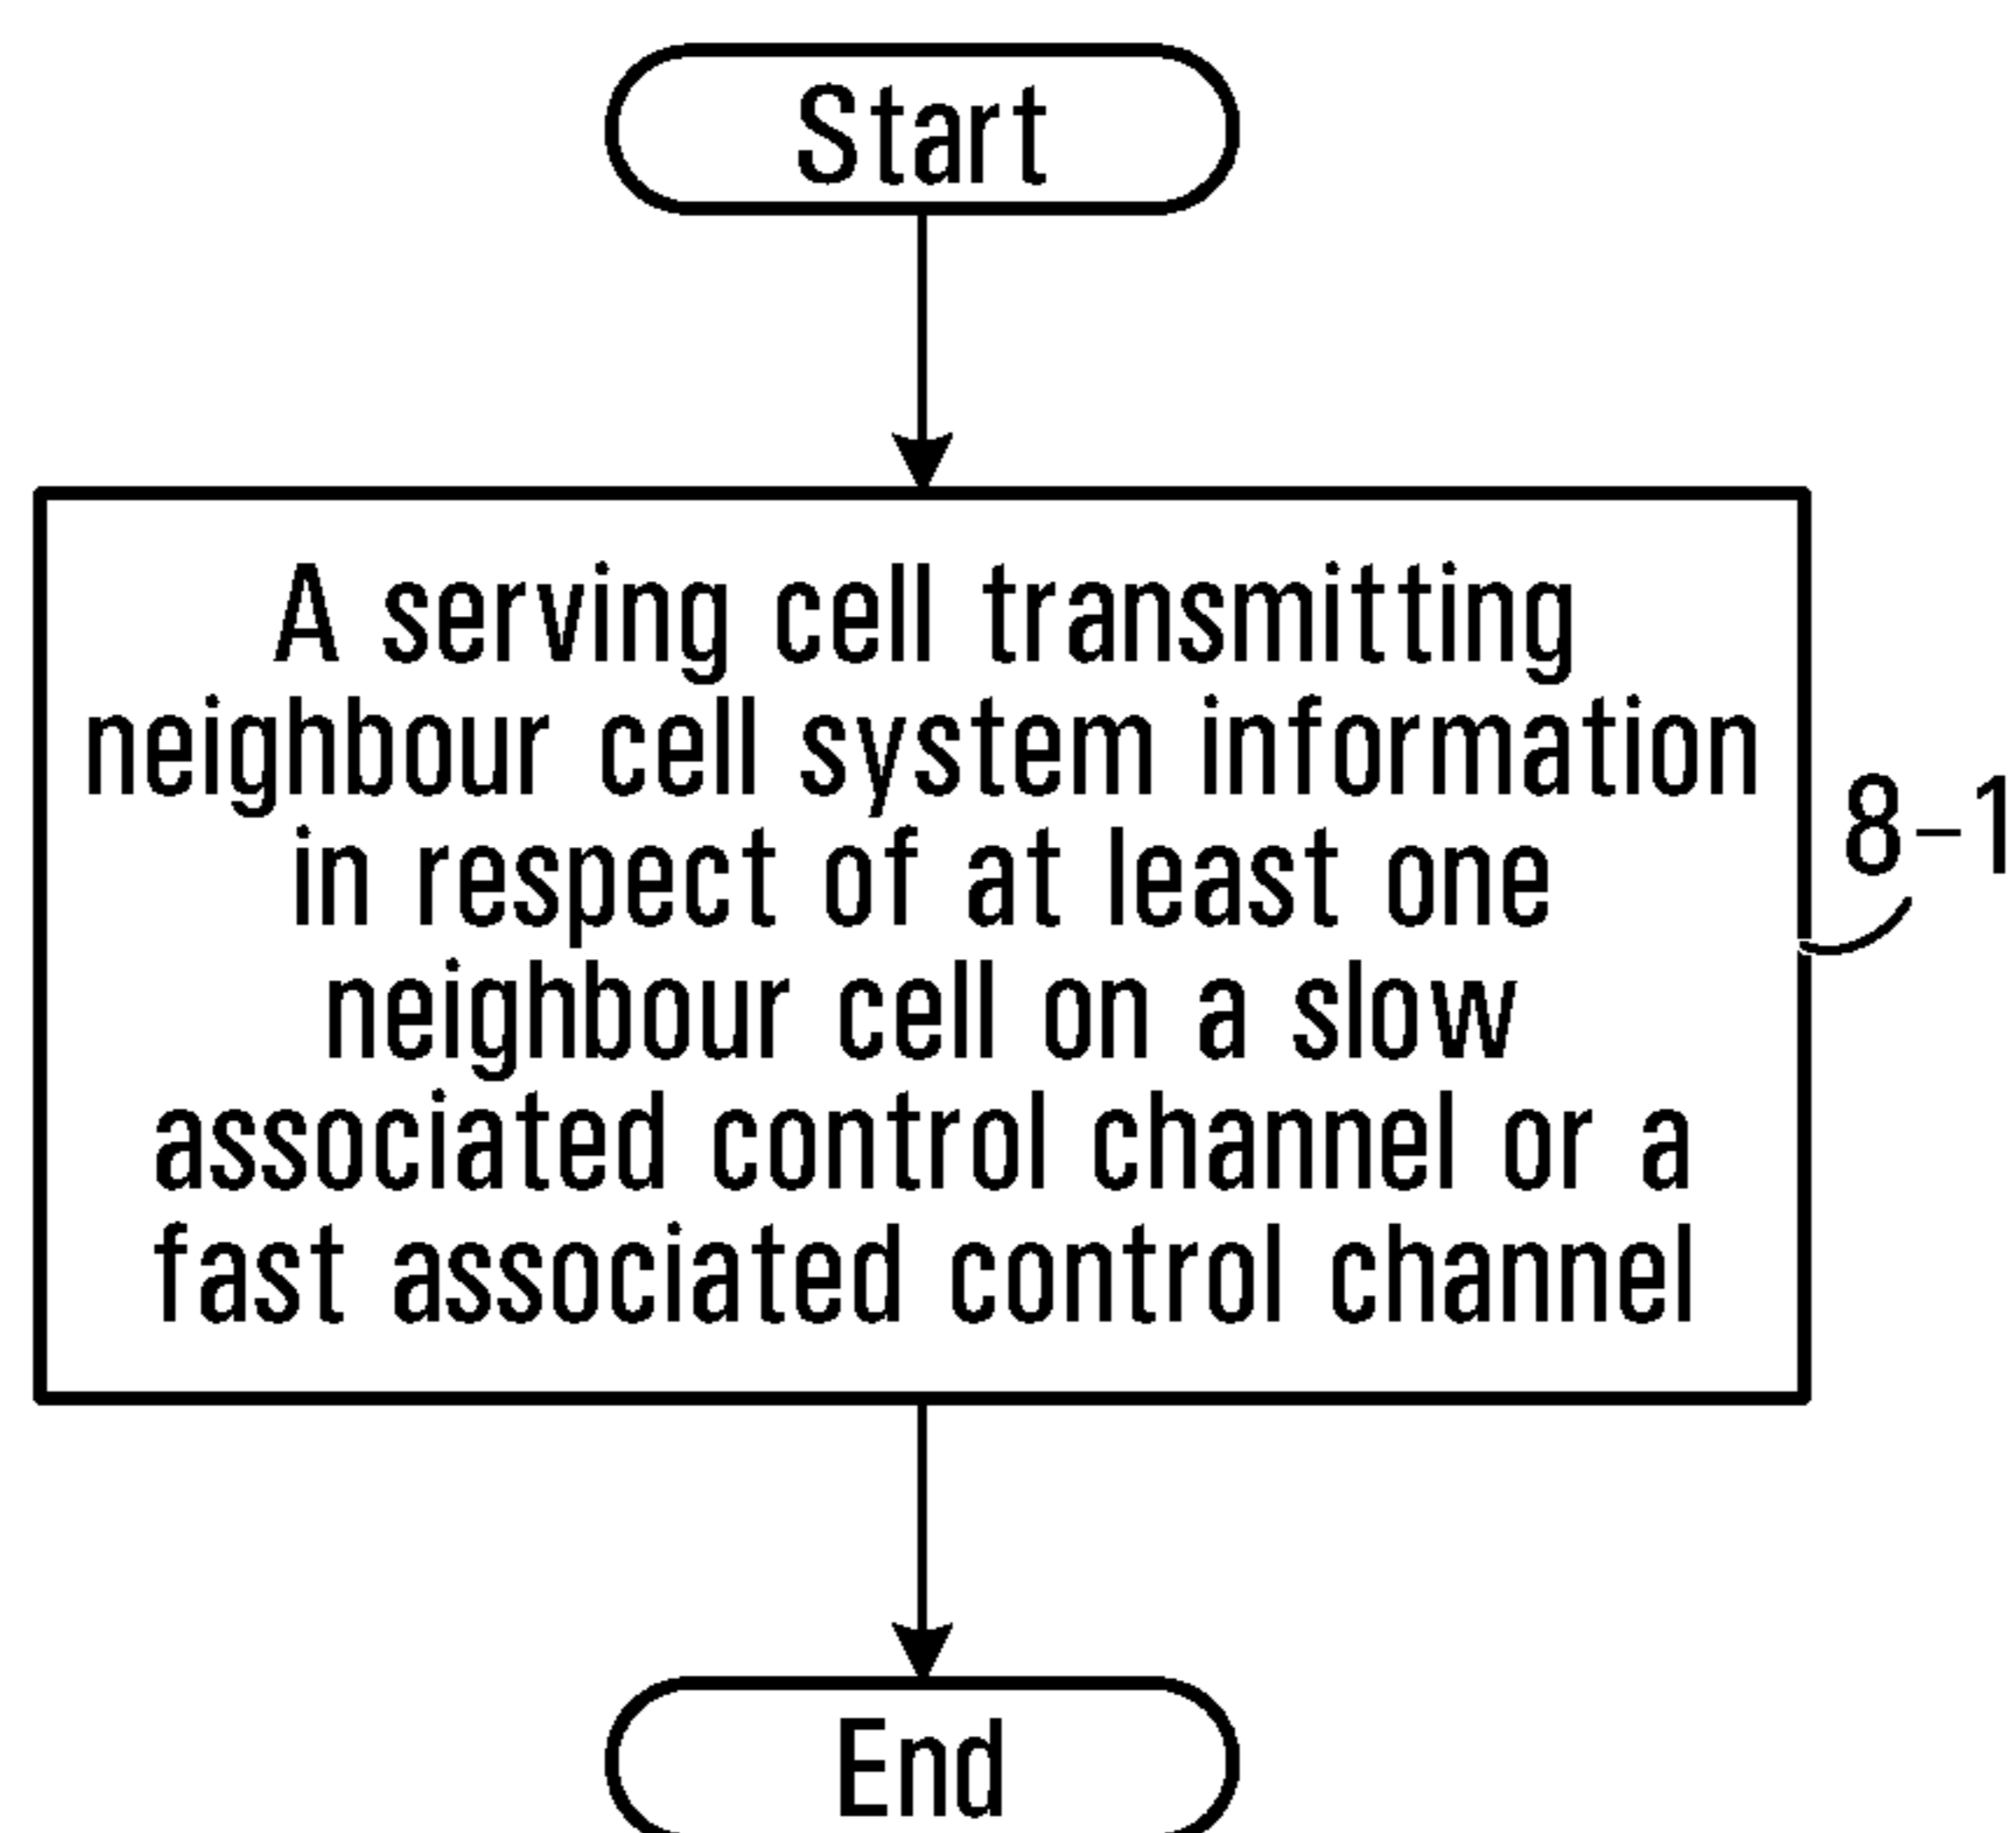 Start
A serving cell transmitting
neighbour cell system information
in respect of at least one
neighbour cell on a slow
associated control channel or a
fast associated control channel
8-1
End